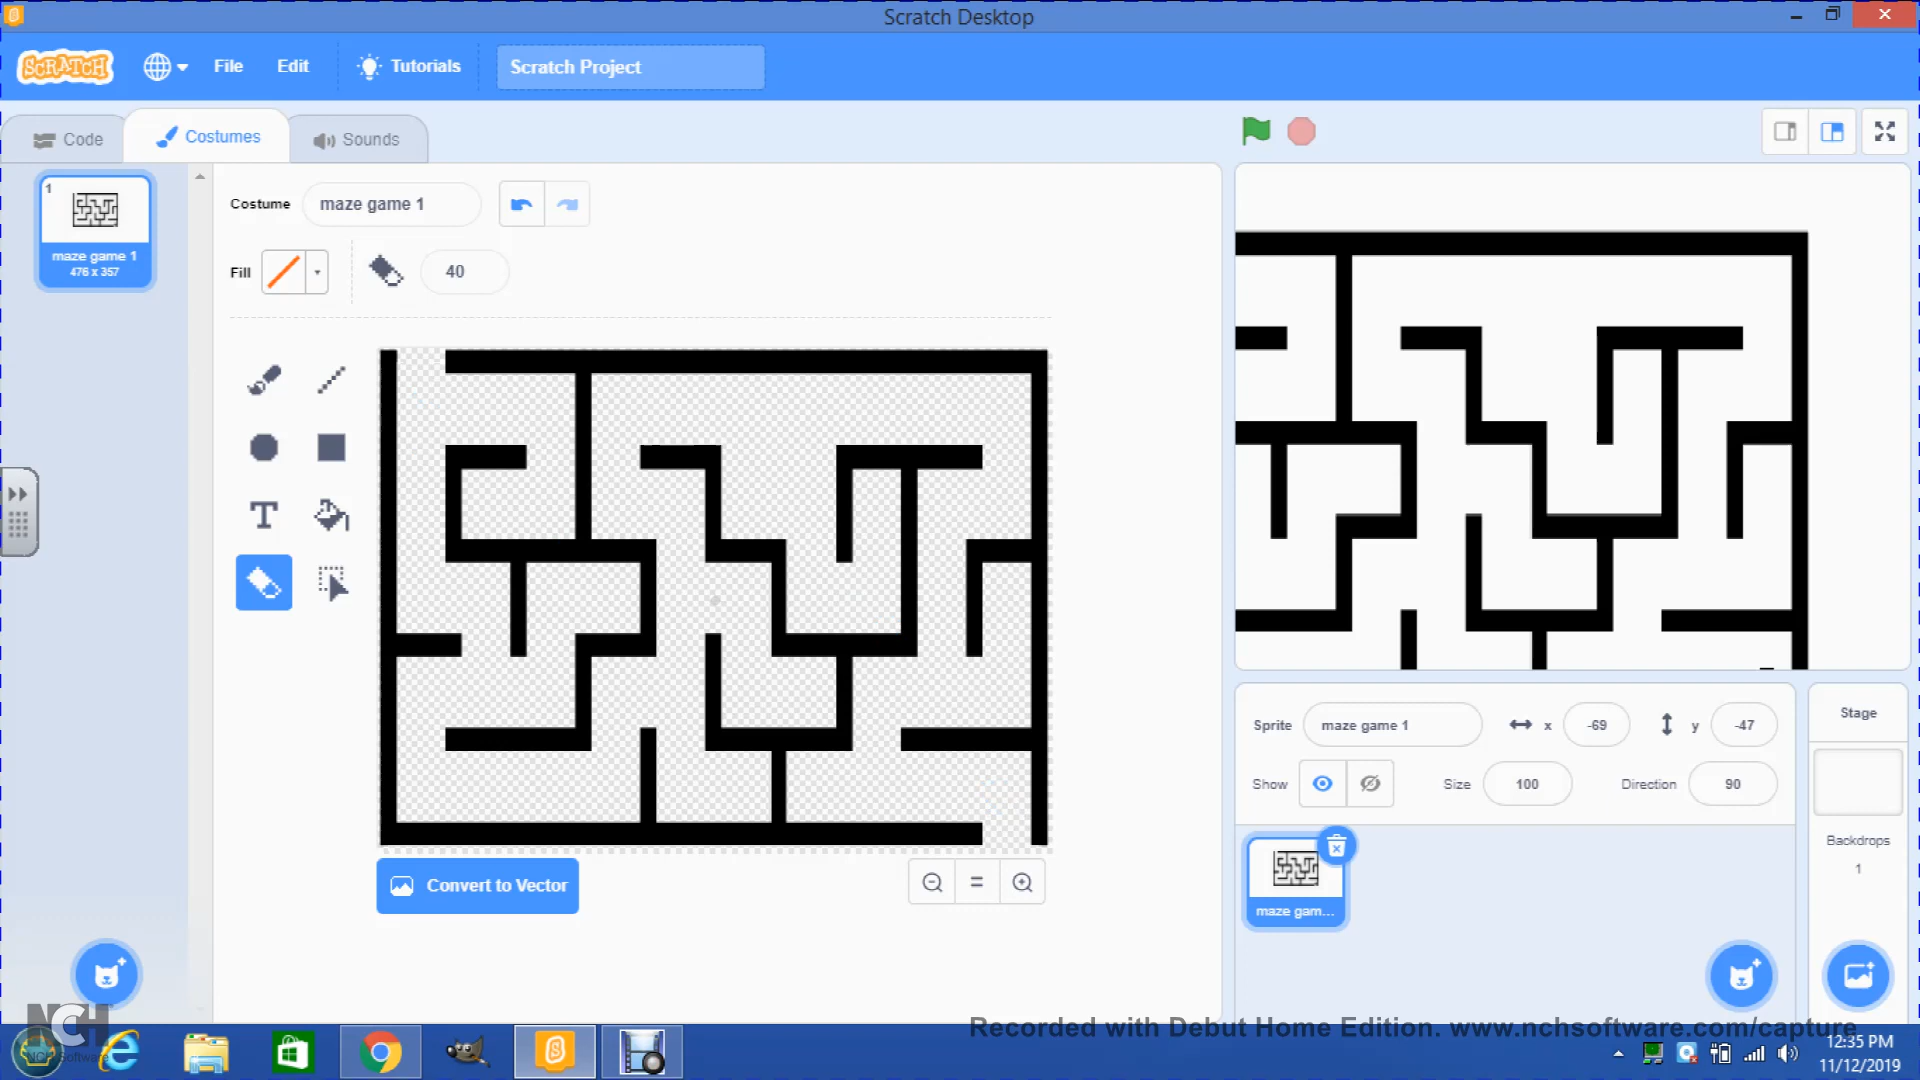 Scratch Desktop
SCRATCH
File
Edit
Tutorials
Scratch Project
Code
Costumes
Sounds
1
maze game 1
476 x 357
Costume
maze game 1
Fill
40
T
Convert to Vector
Sprite
maze game 1
x
-69
y
-47
Show
Size
100
Direction
90
maze gam...
Stage
Backdrops
1
NCH
NCH Software
Recorded with Debut Home Edition. www.nchsoftware.com/capture
12:35 PM
11/12/2019